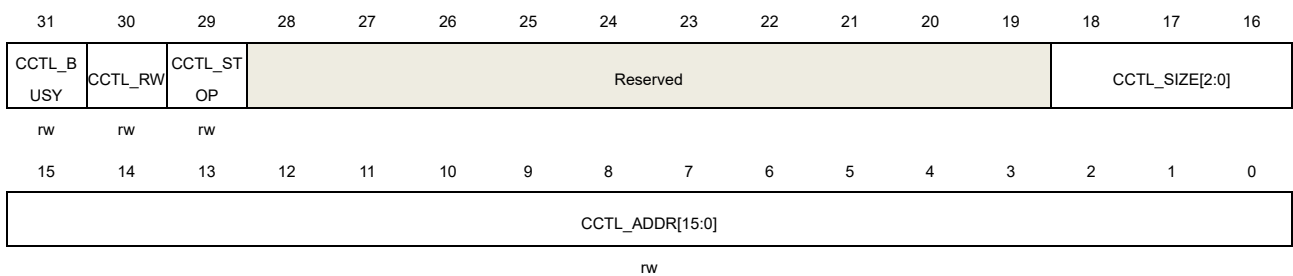 31 30 29 28 27 26 25 24 23 22 21 20 19 18 17 16
CCTL_B
USY
CCTL_RW
CCTL_ST
OP
Reserved
CCTL_SIZE[2:0]
rw rw rw
15 14 13 12 11 10 9 8 7 6 5 4 3 2 1 0
CCTL_ADDR[15:0]
rw